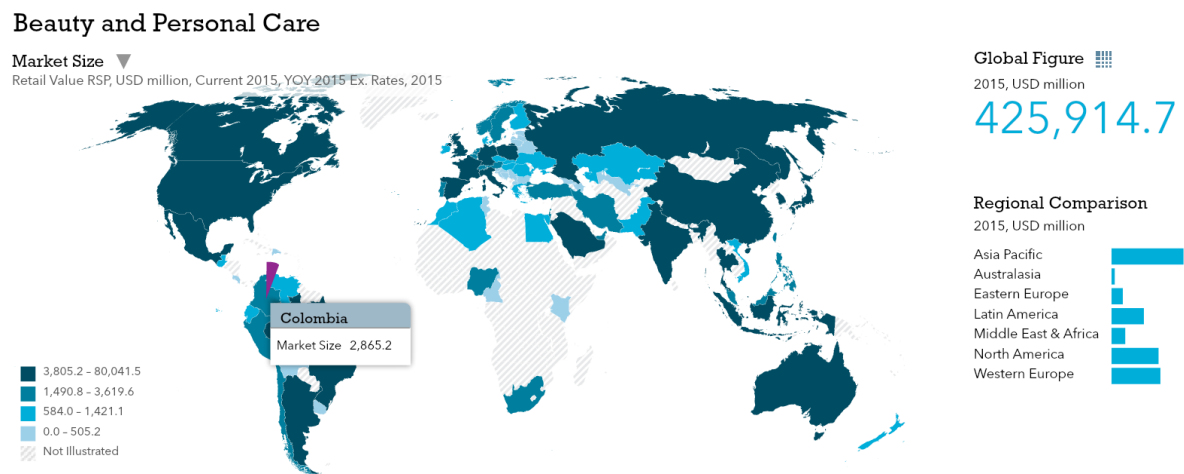 Beauty and Personal Care
Market Size
Retail Value RSP, USD million, Current 2015, YOY 2015 Ex. Rates, 2015
Colombia
Market Size 2,865.2
3,805.2 – 80,041.5
1,490.8 – 3,619.6
584.0 – 1,421.1
0.0 – 505.2
Not Illustrated
Global Figure
2015, USD million
425,914.7
Regional Comparison
2015, USD million
Asia Pacific
Australasia
Eastern Europe
Latin America
Middle East & Africa
North America
Western Europe